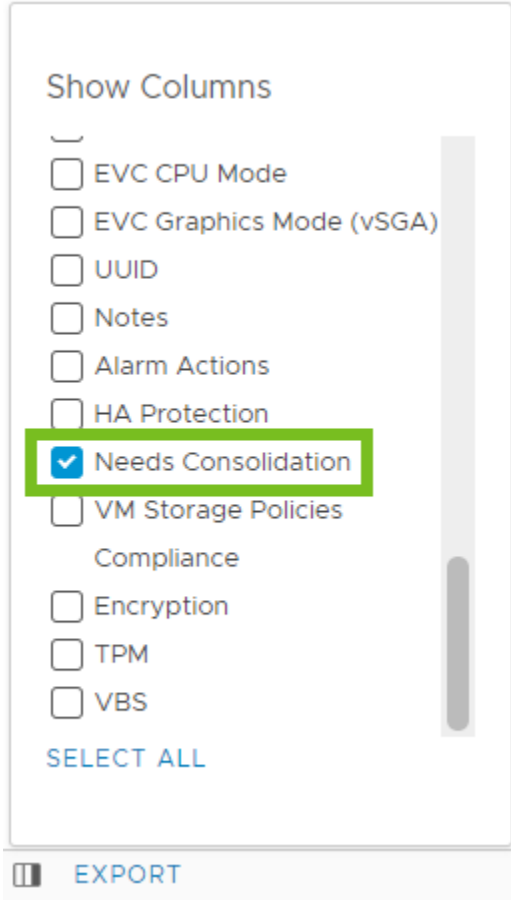 Show Columns
EVC CPU Mode
EVC Graphics Mode (vSGA)
UUID
Notes
Alarm Actions
HA Protection
Needs Consolidation
VM Storage Policies
Compliance
Encryption
TPM
VBS
SELECT ALL
EXPORT